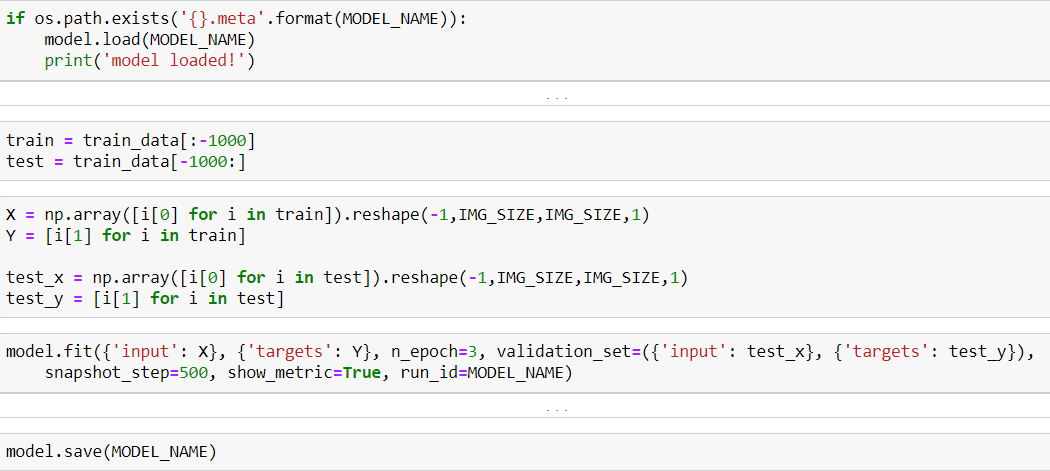 if os.path.exists('{}.meta'.format(MODEL_NAME)):
    model.load(MODEL_NAME)
    print('model loaded!')
...
train = train_data[:-1000]
test = train_data[-1000:]
X = np.array([i[0] for i in train]).reshape(-1,IMG_SIZE,IMG_SIZE,1)
Y = [i[1] for i in train]
test_x = np.array([i[0] for i in test]).reshape(-1,IMG_SIZE,IMG_SIZE,1)
test_y = [i[1] for i in test]
model.fit({'input': X}, {'targets': Y}, n_epoch=3, validation_set=({'input': test_x}, {'targets': test_y}),
    snapshot_step=500, show_metric=True, run_id=MODEL_NAME)
...
model.save(MODEL_NAME)